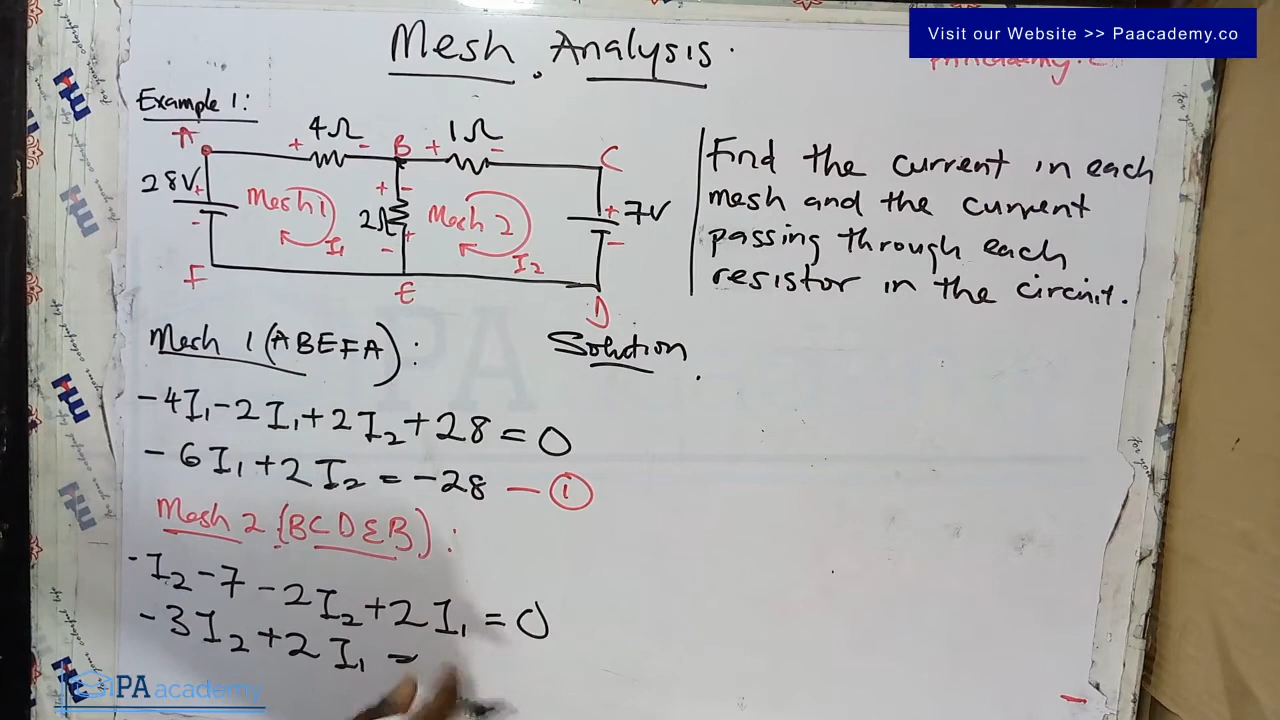 Visit our Website >> Paacademy.co
Mesh Analysis.
Example 1:
A
4Ω
B
1Ω
C
+ - + -
28V
+
-
Mesh 1
I₁
+ -
2Ω
- +
Mesh 2
I₂
+
-
7V
F
E
D
Find the current in each
mesh and the current
passing through each
resistor in the circuit.
Mesh 1 (ABEFA):
Solution.
-4I₁-2I₁+2I₂+28=0
-6I₁+2I₂=-28 — ①
Mesh 2 (BCDEB):
-I₂-7-2I₂+2I₁=0
-3I₂+2I₁=
PA academy